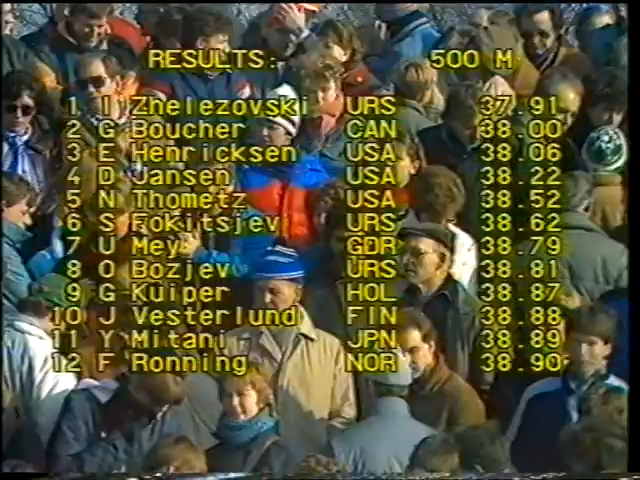 RESULTS: 500 M
1 I Zhelezovski URS 37.91
2 G Boucher CAN 38.00
3 E Henricksen USA 38.06
4 D Jansen USA 38.22
5 N Thometz USA 38.52
6 S Fokitsjev URS 38.62
7 U Mey GDR 38.79
8 O Bozjev URS 38.81
9 G Kuiper HOL 38.87
10 J Vesterlund FIN 38.88
11 Y Mitani JPN 38.89
12 F Ronning NOR 38.90